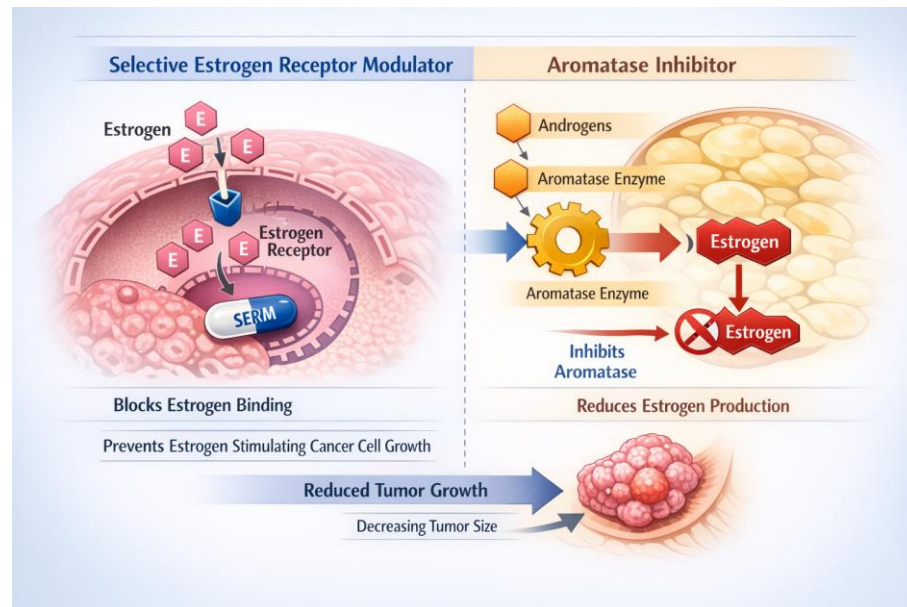 Selective Estrogen Receptor Modulator
Aromatase Inhibitor
Estrogen
E
E
E
E
E
Estrogen
Receptor
SERM
Blocks Estrogen Binding
Prevents Estrogen Stimulating Cancer Cell Growth
Androgens
Aromatase Enzyme
Aromatase Enzyme
Estrogen
Estrogen
Inhibits
Aromatase
Reduces Estrogen Production
Reduced Tumor Growth
Decreasing Tumor Size